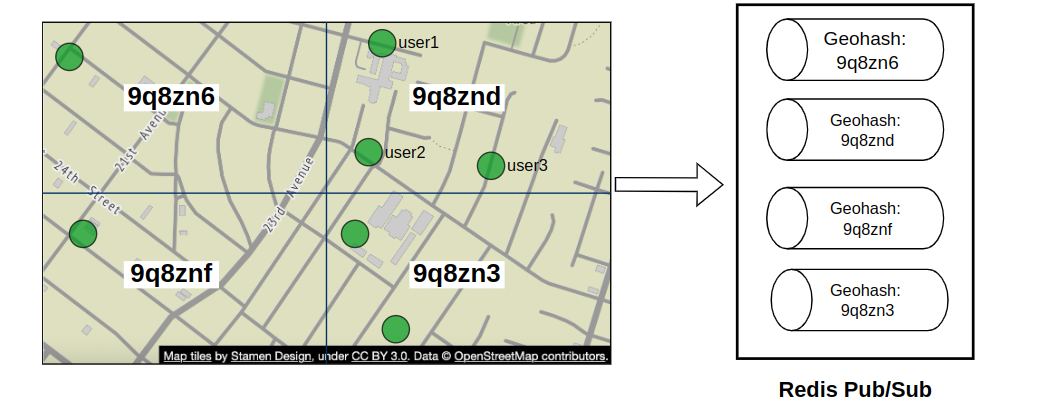 user1
9q8zn6
9q8znd
21st Avenue
user2
user3
24th Street
23rd Avenue
9q8znf
9q8zn3
Map tiles by Stamen Design, under CC BY 3.0. Data © OpenStreetMap contributors.
Geohash:
9q8zn6
Geohash:
9q8znd
Geohash:
9q8znf
Geohash:
9q8zn3
Redis Pub/Sub